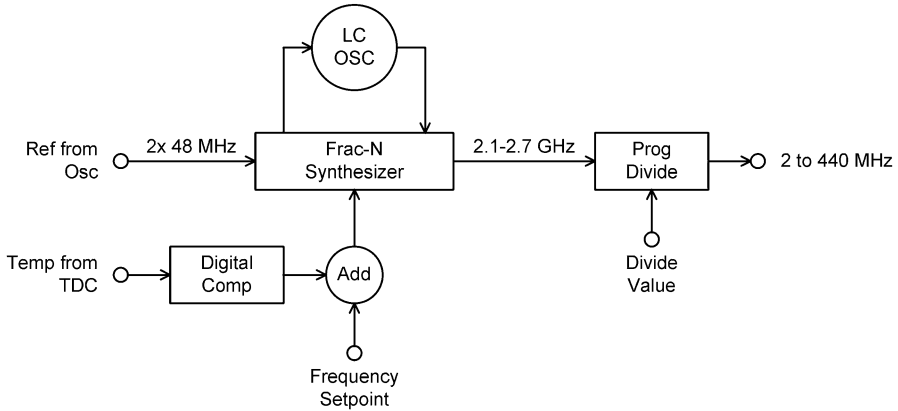 LC
OSC
Ref from
Osc
2x 48 MHz
Frac-N
Synthesizer
2.1-2.7 GHz
Prog
Divide
2 to 440 MHz
Temp from
TDC
Digital
Comp
Add
Divide
Value
Frequency
Setpoint